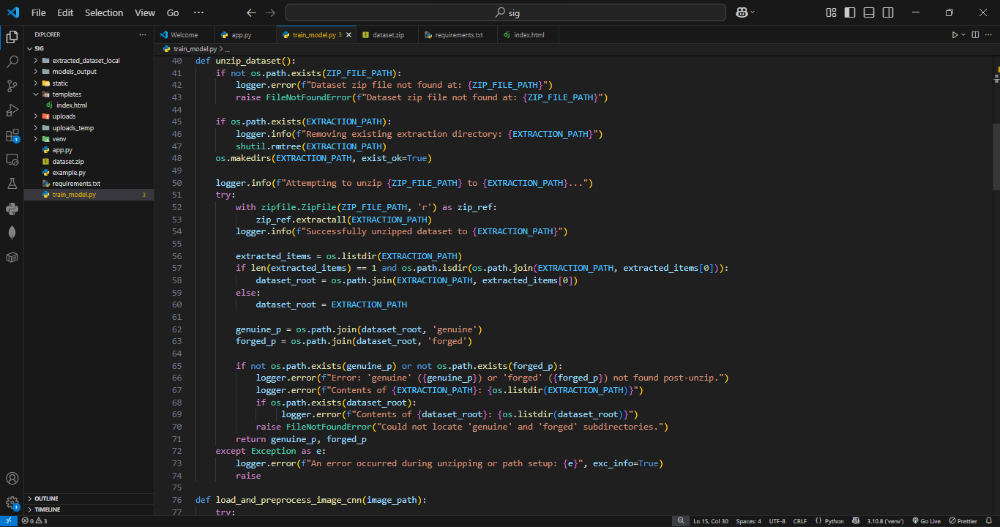 File Edit Selection View Go ··· sig
EXPLORER ···
SIG
extracted_dataset_local
models_output
static
templates
index.html
uploads
uploads_temp
venv
app.py
dataset.zip
example.py
requirements.txt
train_model.py 3
OUTLINE
TIMELINE
1
1
Welcome app.py train_model.py 3 dataset.zip requirements.txt index.html
train_model.py > ...
40 def unzip_dataset():
41     if not os.path.exists(ZIP_FILE_PATH):
42         logger.error(f"Dataset zip file not found at: {ZIP_FILE_PATH}")
43         raise FileNotFoundError(f"Dataset zip file not found at: {ZIP_FILE_PATH}")
44
45     if os.path.exists(EXTRACTION_PATH):
46         logger.info(f"Removing existing extraction directory: {EXTRACTION_PATH}")
47         shutil.rmtree(EXTRACTION_PATH)
48     os.makedirs(EXTRACTION_PATH, exist_ok=True)
49
50     logger.info(f"Attempting to unzip {ZIP_FILE_PATH} to {EXTRACTION_PATH}...")
51     try:
52         with zipfile.ZipFile(ZIP_FILE_PATH, 'r') as zip_ref:
53             zip_ref.extractall(EXTRACTION_PATH)
54         logger.info(f"Successfully unzipped dataset to {EXTRACTION_PATH}")
55
56         extracted_items = os.listdir(EXTRACTION_PATH)
57         if len(extracted_items) == 1 and os.path.isdir(os.path.join(EXTRACTION_PATH, extracted_items[0])):
58             dataset_root = os.path.join(EXTRACTION_PATH, extracted_items[0])
59         else:
60             dataset_root = EXTRACTION_PATH
61
62         genuine_p = os.path.join(dataset_root, 'genuine')
63         forged_p = os.path.join(dataset_root, 'forged')
64
65         if not os.path.exists(genuine_p) or not os.path.exists(forged_p):
66             logger.error(f"Error: 'genuine' ({genuine_p}) or 'forged' ({forged_p}) not found post-unzip.")
67             logger.error(f"Contents of {EXTRACTION_PATH}: {os.listdir(EXTRACTION_PATH)}")
68             if os.path.exists(dataset_root):
69                  logger.error(f"Contents of {dataset_root}: {os.listdir(dataset_root)}")
70             raise FileNotFoundError("Could not locate 'genuine' and 'forged' subdirectories.")
71         return genuine_p, forged_p
72     except Exception as e:
73         logger.error(f"An error occurred during unzipping or path setup: {e}", exc_info=True)
74         raise
75
76 def load_and_preprocess_image_cnn(image_path):
77     try:
0 3 Ln 15, Col 30 Spaces: 4 UTF-8 CRLF {} Python 3.10.8 ('venv') Go Live Prettier